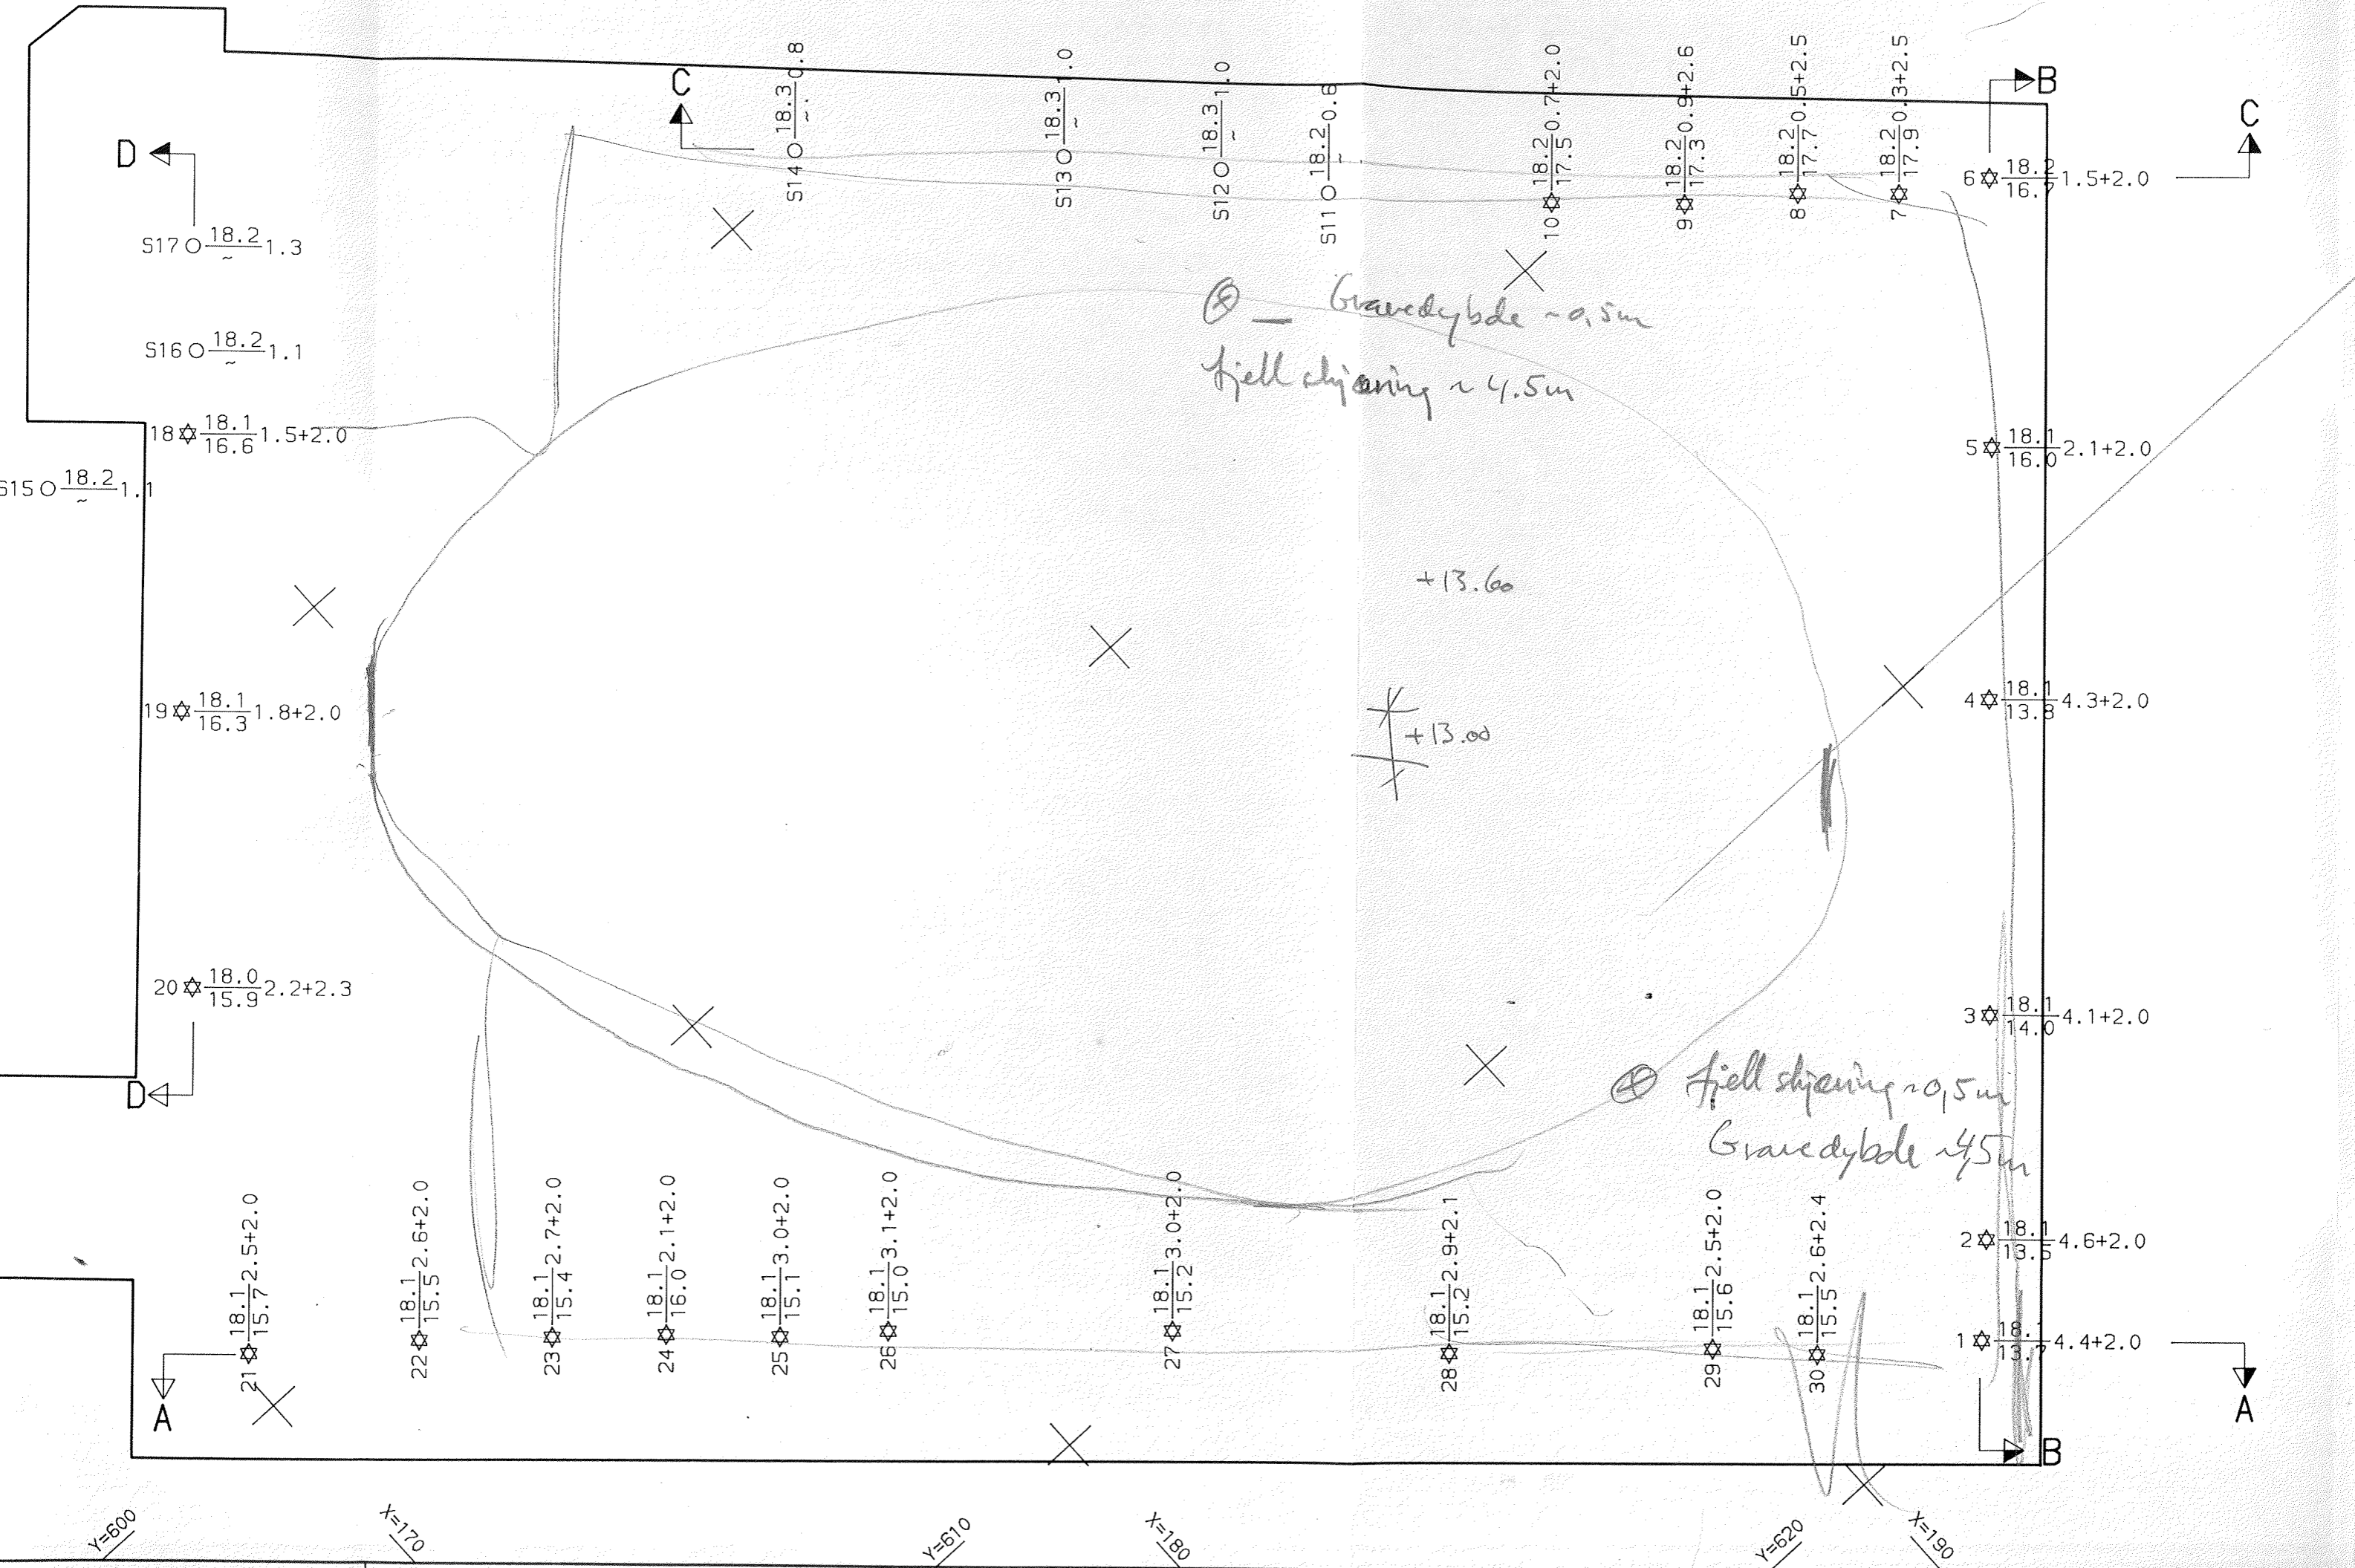 C
B
C
D
S14 18.3 0.8
~
S13 18.3 1.0
~
S12 18.3 1.0
~
S11 18.2 0.6
~
10 18.2 0.7+2.0
17.5
9 18.2 0.9+2.6
17.3
8 18.2 0.5+2.5
17.7
7 18.2 0.3+2.5
17.9
6 18.2 1.5+2.0
16.7
S17 18.2 1.3
~
S16 18.2 1.1
~
Gravedybde ~0,5m
fjell skjæring ~ 4.5m
18 18.1 1.5+2.0
16.6
5 18.1 2.1+2.0
16.0
S15 18.2 1.1
~
+13.60
19 18.1 1.8+2.0
16.3
4 18.1 4.3+2.0
13.8
+13.00
20 18.0 2.2+2.3
15.9
3 18.1 4.1+2.0
14.0
D
fjell skjæring ~0,5m
Gravedybde ~4,5m
2 18.1 4.6+2.0
13.5
21 18.1 2.5+2.0
15.7
22 18.1 2.6+2.0
15.5
23 18.1 2.7+2.0
15.4
24 18.1 2.1+2.0
16.0
25 18.1 3.0+2.0
15.1
26 18.1 3.1+2.0
15.0
27 18.1 3.0+2.0
15.2
28 18.1 2.9+2.1
15.2
29 18.1 2.5+2.0
15.6
30 18.1 2.6+2.4
15.5
1 18.1 4.4+2.0
13.7
A
A
B
Y=600
X=170
Y=610
X=180
Y=620
X=190